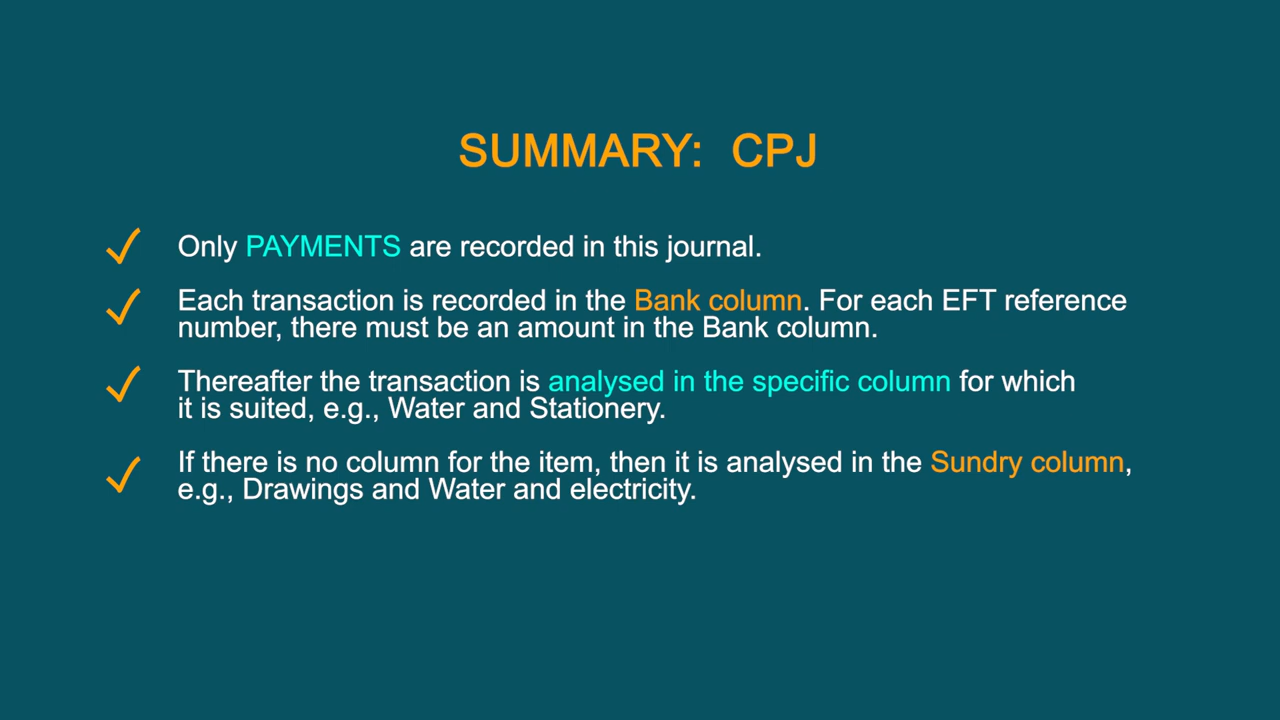 SUMMARY: CPJ
Only PAYMENTS are recorded in this journal.
Each transaction is recorded in the Bank column. For each EFT reference
number, there must be an amount in the Bank column.
Thereafter the transaction is analysed in the specific column for which
it is suited, e.g., Water and Stationery.
If there is no column for the item, then it is analysed in the Sundry column,
e.g., Drawings and Water and electricity.